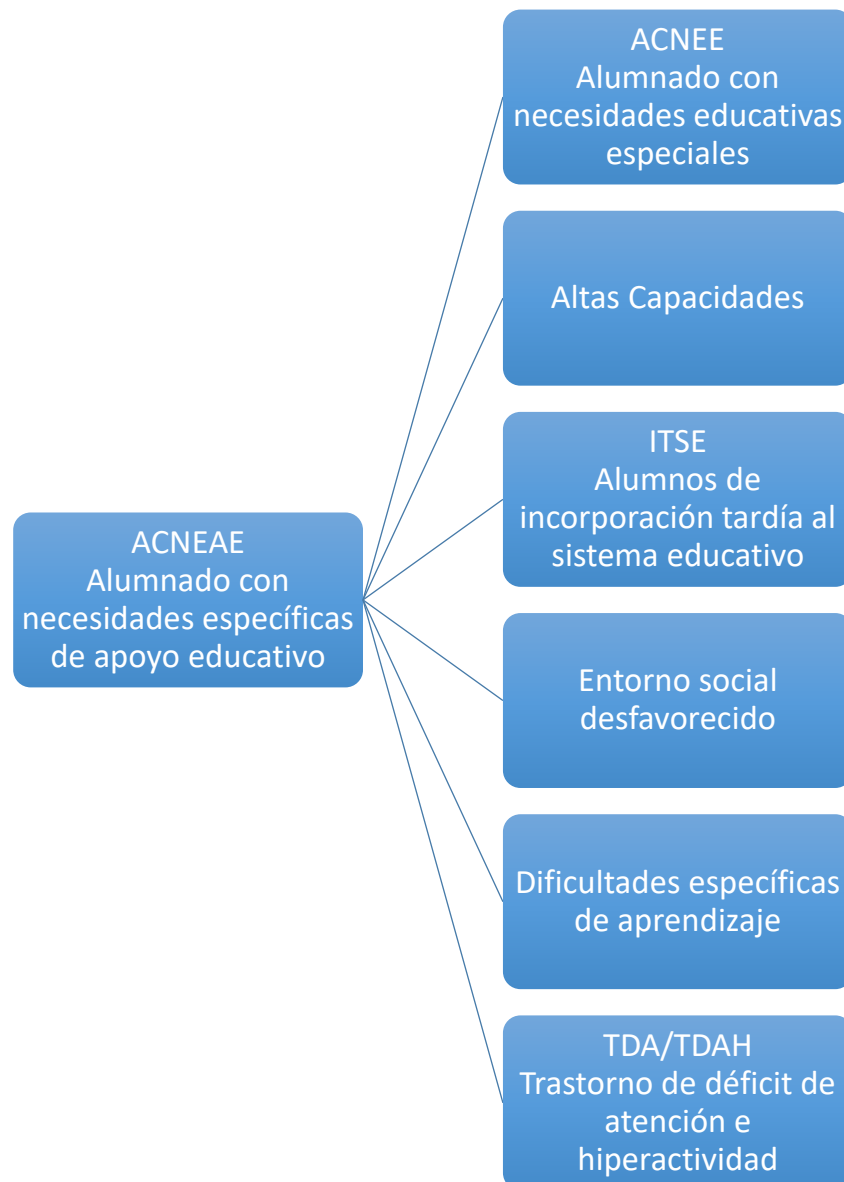 ACNEE
Alumnado con
necesidades educativas
especiales
Altas Capacidades
ITSE
Alumnos de
incorporación tardía al
sistema educativo
ACNEAE
Alumnado con
necesidades específicas
de apoyo educativo
Entorno social
desfavorecido
Dificultades específicas
de aprendizaje
TDA/TDAH
Trastorno de déficit de
atención e
hiperactividad